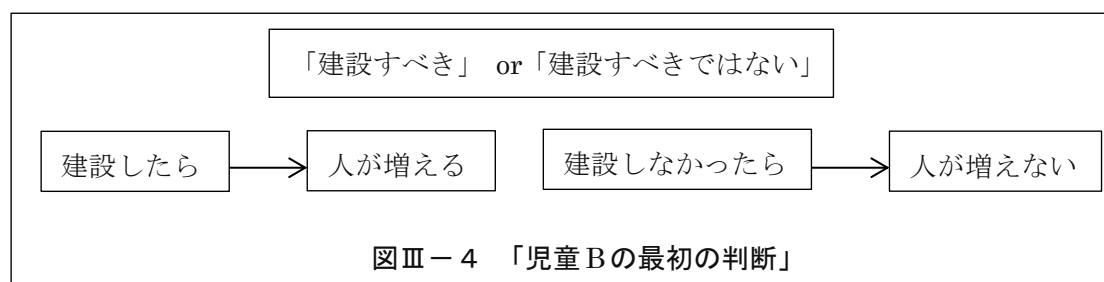 「建設すべき」 or「建設すべきではない」
建設したら 人が増える 建設しなかったら 人が増えない
図Ⅲ－４ 「児童Ｂの最初の判断」